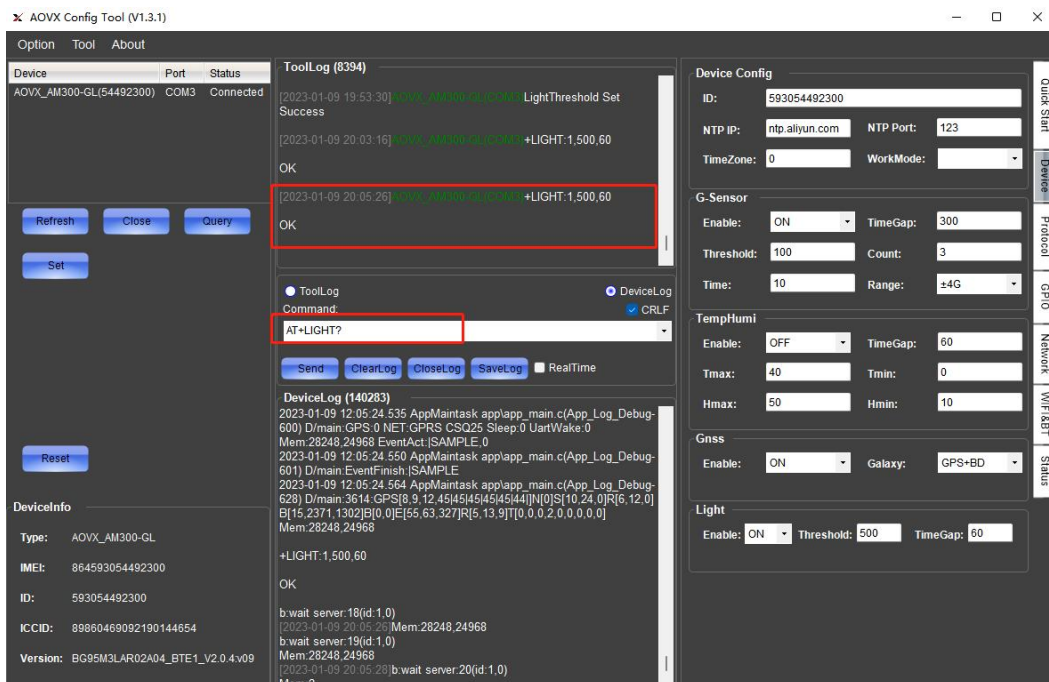 AOVX Config Tool (V1.3.1)
Option Tool About
Device Port Status
AOVX_AM300-GL(54492300) COM3 Connected
Refresh Close Query
Set
Reset
DeviceInfo
Type: AOVX_AM300-GL
IMEI: 864593054492300
ID: 593054492300
ICCID: 89860469092190144654
Version: BG95M3LAR02A04_BTE1_V2.0.4:v09
ToolLog (8394)
[2023-01-09 19:53:30]AOVX_AM300-GL(COM3)LightThreshold Set
Success
[2023-01-09 20:03:16]AOVX_AM300-GL(COM3)+LIGHT:1,500,60
OK
[2023-01-09 20:05:26]AOVX_AM300-GL(COM3)+LIGHT:1,500,60
OK
ToolLog DeviceLog
Command: CRLF
AT+LIGHT?
Send ClearLog CloseLog SaveLog RealTime
DeviceLog (140283)
2023-01-09 12:05:24.535 AppMaintask app\app_main.c(App_Log_Debug-
600) D/main:GPS:0 NET:GPRS CSQ25 Sleep:0 UartWake:0
Mem:28248,24968 EventAct:|SAMPLE,0
2023-01-09 12:05:24.550 AppMaintask app\app_main.c(App_Log_Debug-
601) D/main:EventFinish:|SAMPLE
2023-01-09 12:05:24.564 AppMaintask app\app_main.c(App_Log_Debug-
628) D/main:3614:GPS[8,9,12,45|45|45|45|45|44|]N[0]S[10,24,0]R[6,12,0]
B[15,2371,1302]B[0,0]E[55,63,327]R[5,13,9]T[0,0,0,2,0,0,0,0,0]
Mem:28248,24968
+LIGHT:1,500,60
OK
b:wait server:18(id:1,0)
[2023-01-09 20:05:26]Mem:28248,24968
b:wait server:19(id:1,0)
Mem:28248,24968
[2023-01-09 20:05:28]b:wait server:20(id:1,0)
Device Config
ID: 593054492300
NTP IP: ntp.aliyun.com NTP Port: 123
TimeZone: 0 WorkMode:
G-Sensor
Enable: ON TimeGap: 300
Threshold: 100 Count: 3
Time: 10 Range: ±4G
TempHumi
Enable: OFF TimeGap: 60
Tmax: 40 Tmin: 0
Hmax: 50 Hmin: 10
Gnss
Enable: ON Galaxy: GPS+BD
Light
Enable: ON Threshold: 500 TimeGap: 60
Quick Start
Device
Protocol
GPIO
Network
WIFI&BT
Status